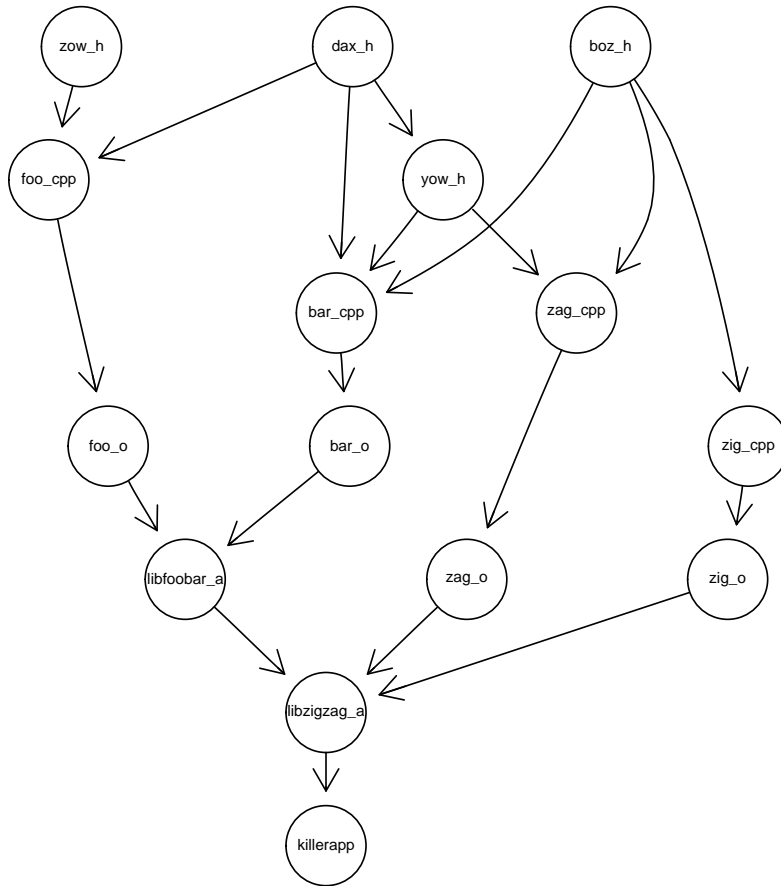 zow_h
dax_h
boz_h
foo_cpp
yow_h
bar_cpp
zag_cpp
foo_o
bar_o
zig_cpp
libfoobar_a
zag_o
zig_o
libzigzag_a
killerapp